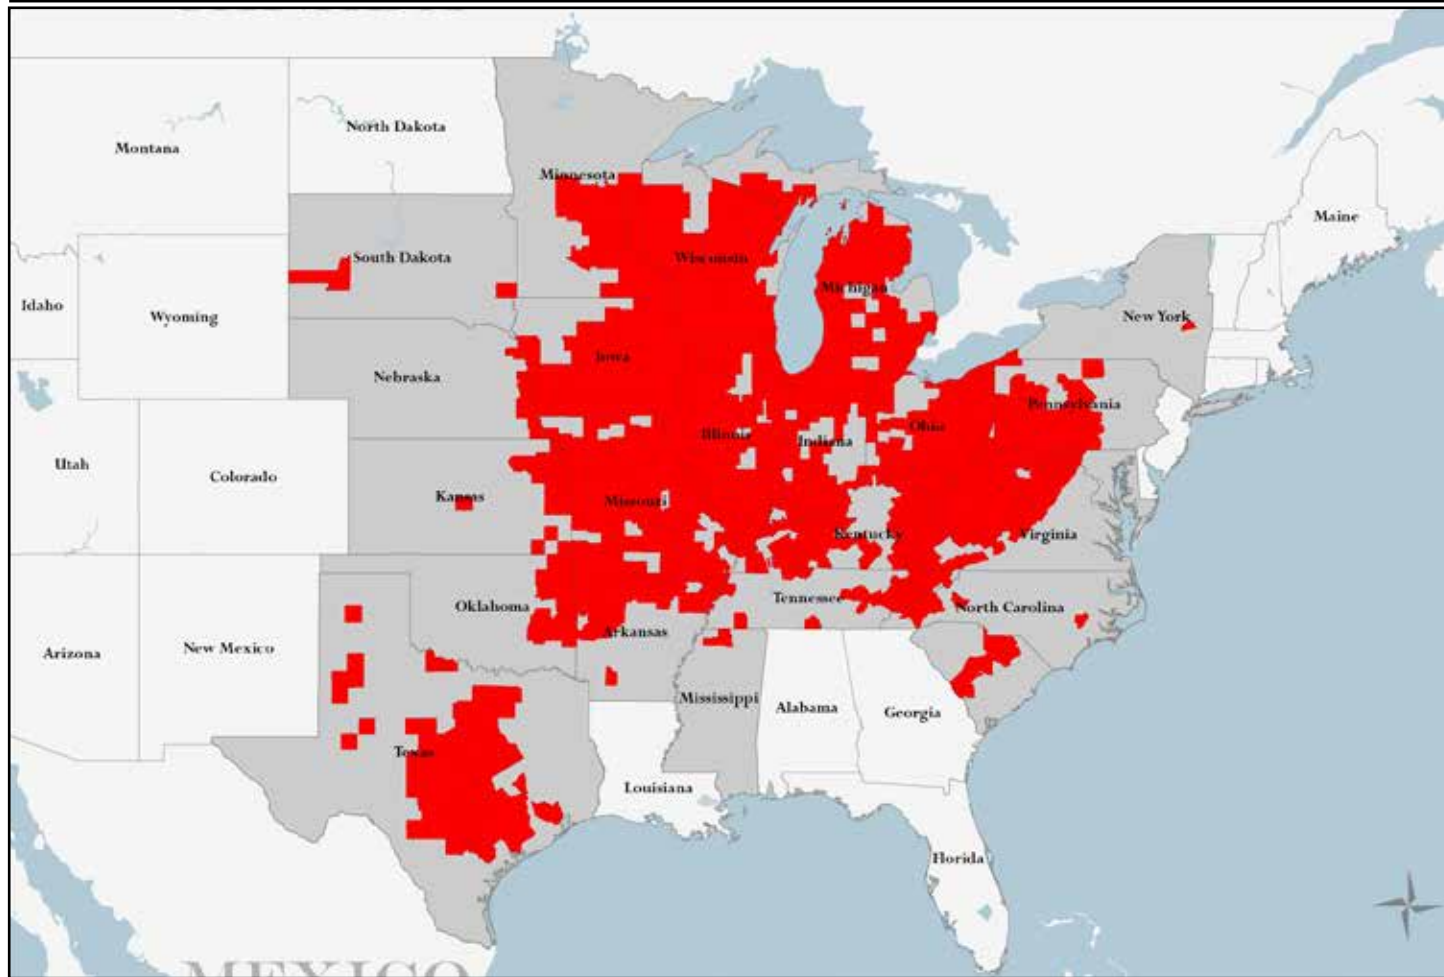 North Dakota
Montana
Minnesota
Maine
South Dakota
Wisconsin
Michigan
Idaho
Wyoming
New York
Iowa
Nebraska
Pennsylvania
Ohio
Illinois
Indiana
Utah
Colorado
Kansas
Missouri
Kentucky
Virginia
Tennessee
Oklahoma
North Carolina
Arkansas
Arizona
New Mexico
Mississippi
Alabama
Georgia
Texas
Louisiana
Florida
MEXICO